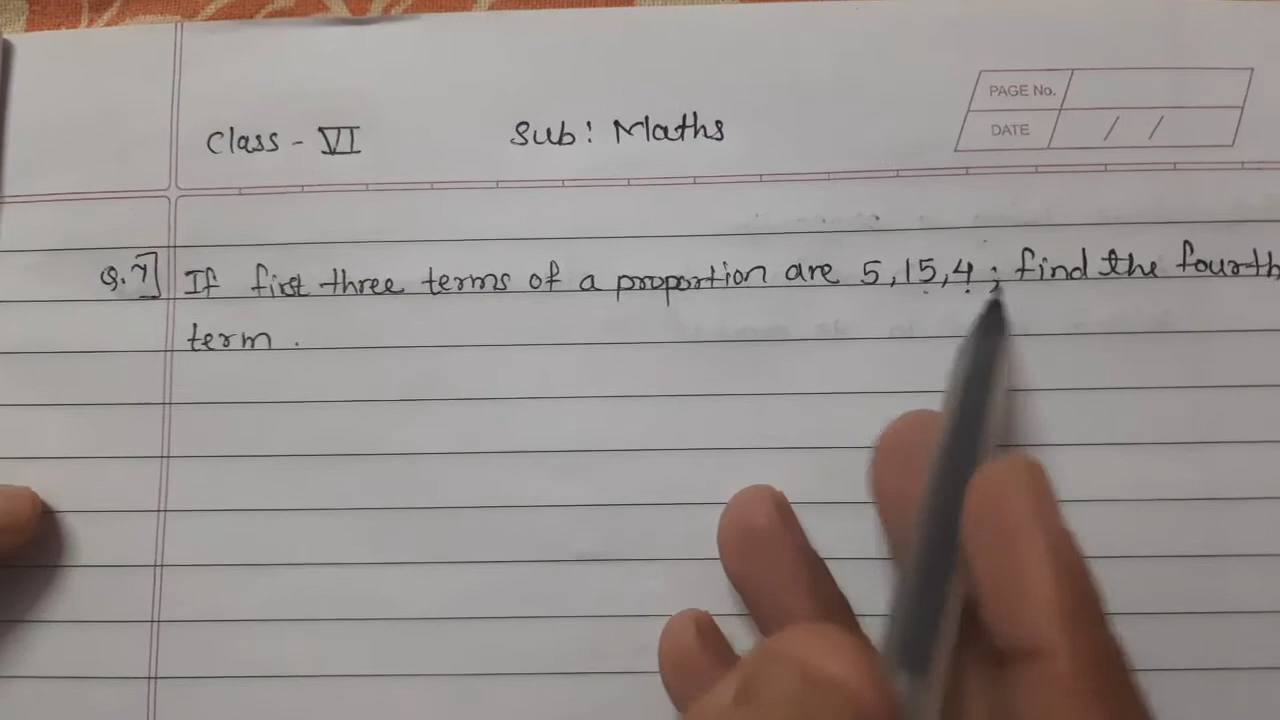 Class - VI Sub: Maths
PAGE No.
DATE / /
Q.7] If first three terms of a proportion are 5,15,4; find the fourth
term.